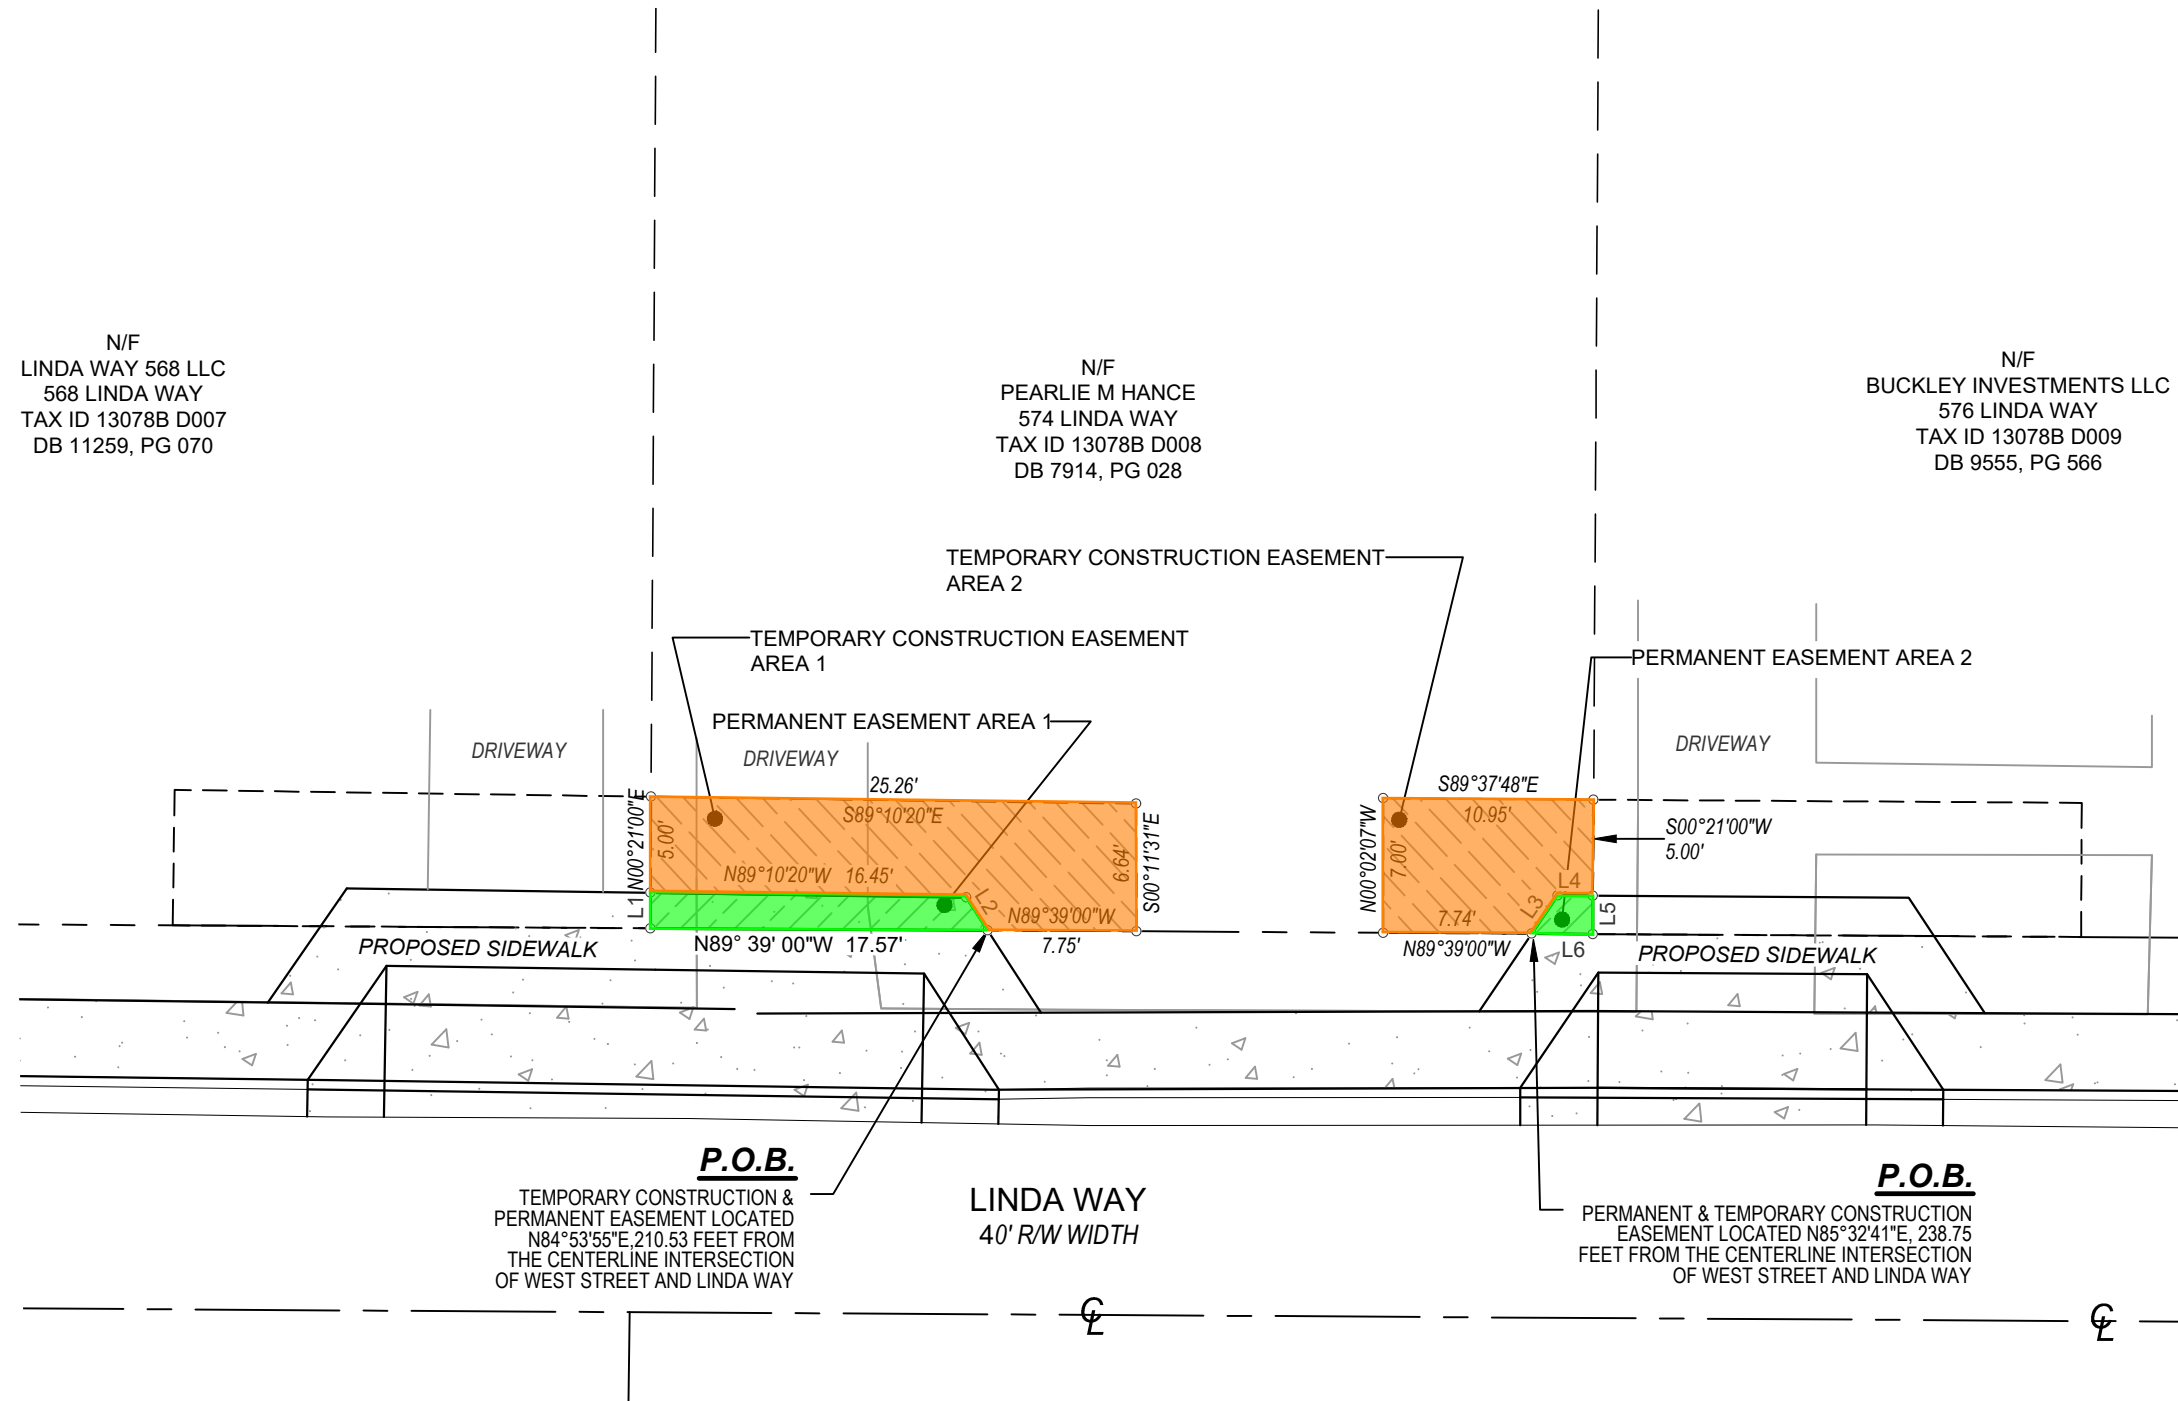 N/F
LINDA WAY 568 LLC
568 LINDA WAY
TAX ID 13078B D007
DB 11259, PG 070
N/F
PEARLIE M HANCE
574 LINDA WAY
TAX ID 13078B D008
DB 7914, PG 028
N/F
BUCKLEY INVESTMENTS LLC
576 LINDA WAY
TAX ID 13078B D009
DB 9555, PG 566
TEMPORARY CONSTRUCTION EASEMENT
AREA 2
TEMPORARY CONSTRUCTION EASEMENT
AREA 1
PERMANENT EASEMENT AREA 2
PERMANENT EASEMENT AREA 1
DRIVEWAY
DRIVEWAY
DRIVEWAY
25.26'
S89°10'20"E
N00°21'00"E
5.00'
N89°10'20"W 16.45'
L1
L2
6.64'
S00°11'31"E
N89°39'00"W
7.75'
N89° 39' 00"W 17.57'
S89°37'48"E
10.95'
N00°02'07"W
7.00'
7.74'
N89°39'00"W
L3
L4
L5
L6
S00°21'00"W
5.00'
PROPOSED SIDEWALK
PROPOSED SIDEWALK
P.O.B.
TEMPORARY CONSTRUCTION &
PERMANENT EASEMENT LOCATED
N84°53'55"E,210.53 FEET FROM
THE CENTERLINE INTERSECTION
OF WEST STREET AND LINDA WAY
LINDA WAY
40' R/W WIDTH
P.O.B.
PERMANENT & TEMPORARY CONSTRUCTION
EASEMENT LOCATED N85°32'41"E, 238.75
FEET FROM THE CENTERLINE INTERSECTION
OF WEST STREET AND LINDA WAY
℄
℄